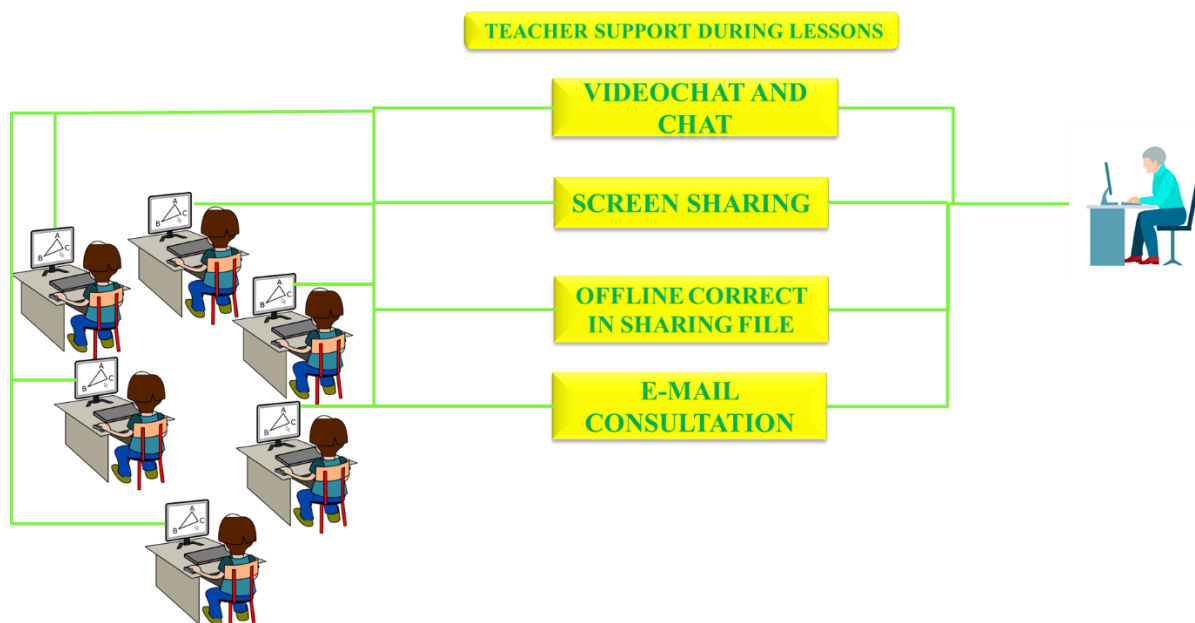 TEACHER SUPPORT DURING LESSONS
VIDEOCHAT AND
CHAT
SCREEN SHARING
OFFLINE CORRECT
IN SHARING FILE
E-MAIL
CONSULTATION
A
B
C
A
B
C
A
B
C
A
B
C
A
B
C
A
B
C